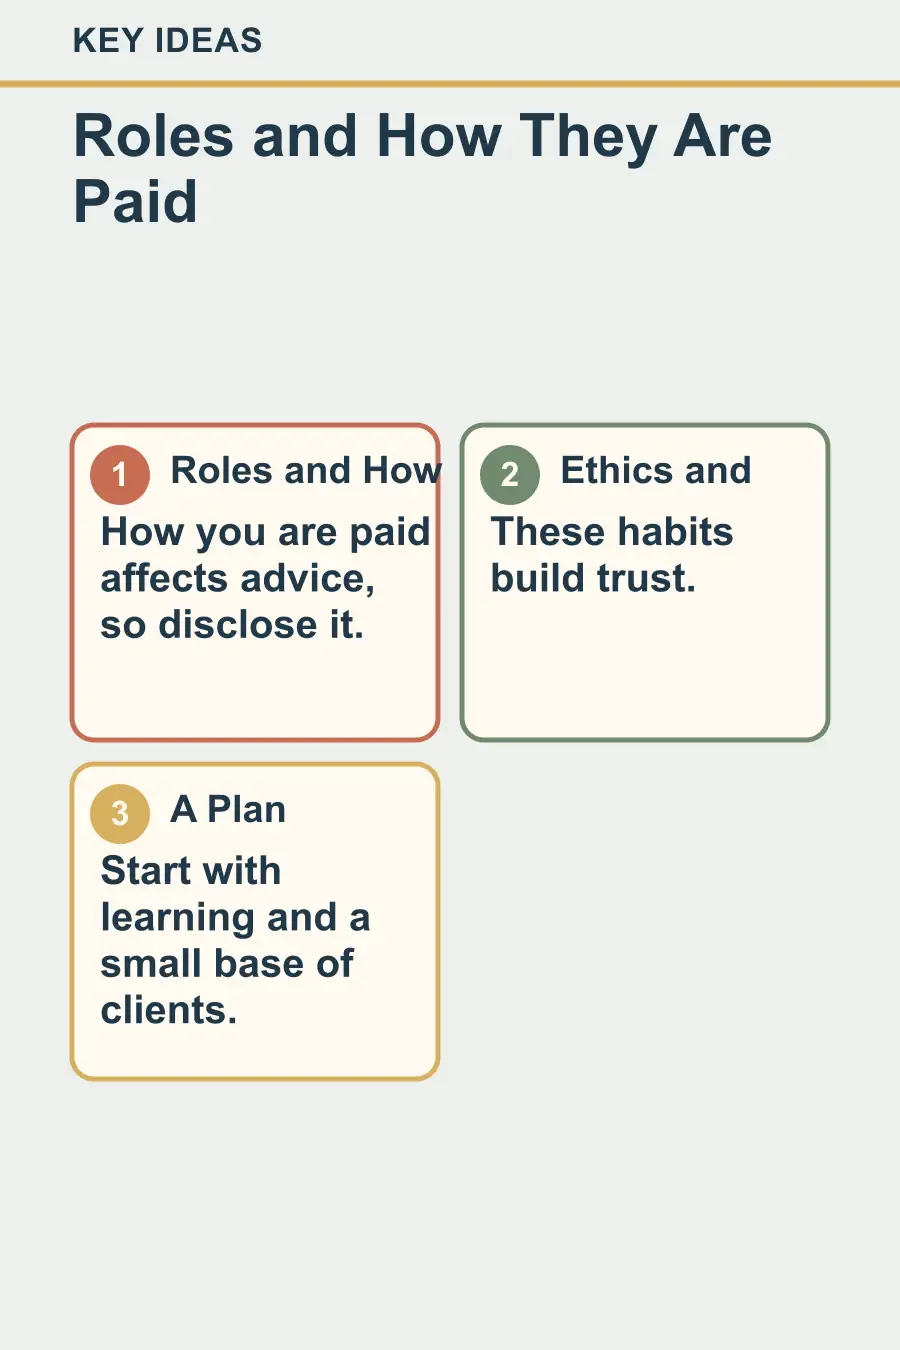 KEY IDEAS
Roles and How They Are
Paid
1
Roles and How
How you are paid
affects advice,
so disclose it.
2
Ethics and
These habits
build trust.
3
A Plan
Start with
learning and a
small base of
clients.